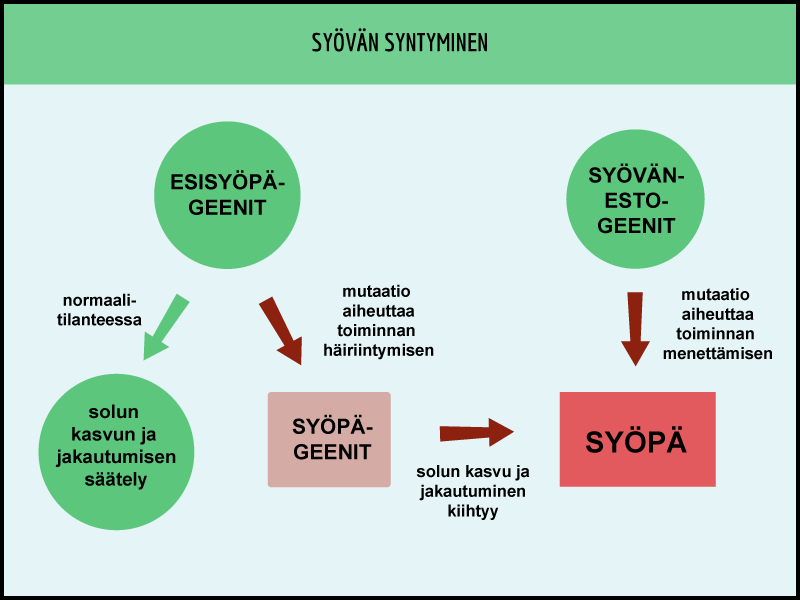 SYÖVÄN SYNTYMINEN
ESISYÖPÄ-
GEENIT
SYÖVÄN-
ESTO-
GEENIT
normaali-
tilanteessa
mutaatio
aiheuttaa
toiminnan
häiriintymisen
mutaatio
aiheuttaa
toiminnan
menettämisen
solun
kasvun ja
jakautumisen
säätely
SYÖPÄ-
GEENIT
solun kasvu ja
jakautuminen
kiihtyy
SYÖPÄ